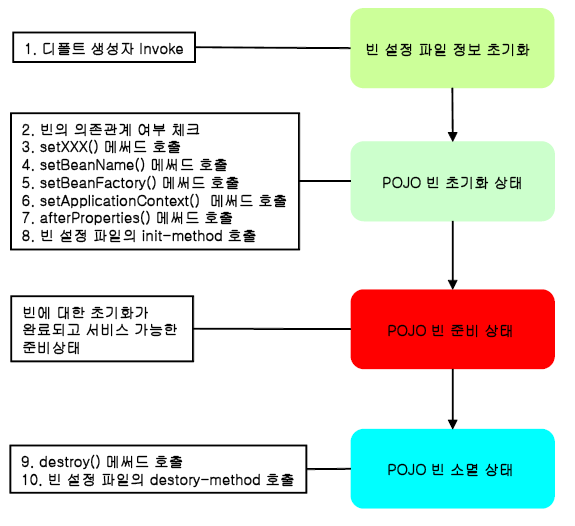 1. 디폴트 생성자 Invoke
빈 설정 파일 정보 초기화
2. 빈의 의존관계 여부 체크
3. setXXX() 메써드 호출
4. setBeanName() 메써드 호출
5. setBeanFactory() 메써드 호출
6. setApplicationContext()  메써드 호출
7. afterProperties() 메써드 호출
8. 빈 설정 파일의 init-method 호출
POJO 빈 초기화 상태
빈에 대한 초기화가
완료되고 서비스 가능한
준비상태
POJO 빈 준비 상태
9. destroy() 메써드 호출
10. 빈 설정 파일의 destory-method 호출
POJO 빈 소멸 상태